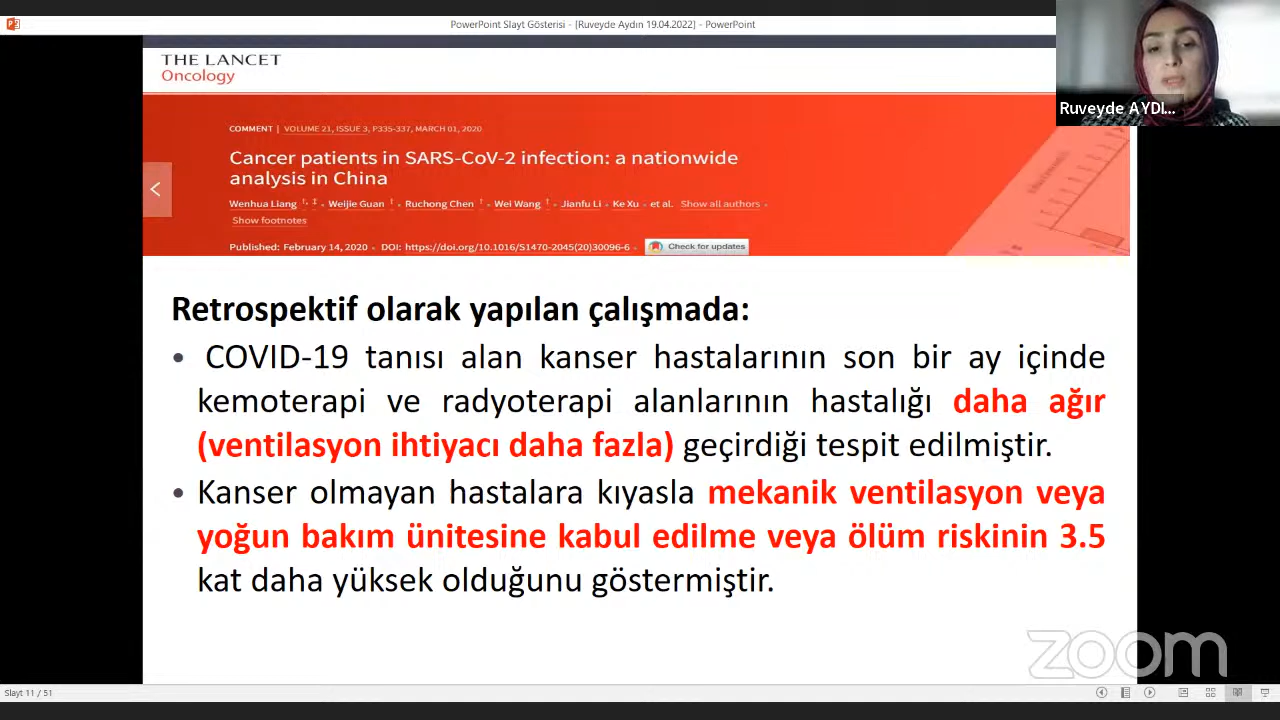 PowerPoint Slayt Gösterisi - [Ruveyde Aydın 19.04.2022] - PowerPoint
THE LANCET
Oncology
Ruveyde AYDI...
COMMENT | VOLUME 21, ISSUE 3, P335-337, MARCH 01, 2020
Cancer patients in SARS-CoV-2 infection: a nationwide
analysis in China
Wenhua Liang †, ‡ • Weijie Guan † • Ruchong Chen † • Wei Wang † • Jianfu Li • Ke Xu • et al. Show all authors •
Show footnotes
Published: February 14, 2020 • DOI: https://doi.org/10.1016/S1470-2045(20)30096-6 • Check for updates
Retrospektif olarak yapılan çalışmada:
• COVID-19 tanısı alan kanser hastalarının son bir ay içinde
kemoterapi ve radyoterapi alanlarının hastalığı daha ağır
(ventilasyon ihtiyacı daha fazla) geçirdiği tespit edilmiştir.
• Kanser olmayan hastalara kıyasla mekanik ventilasyon veya
yoğun bakım ünitesine kabul edilme veya ölüm riskinin 3.5
kat daha yüksek olduğunu göstermiştir.
zoom
Slayt 11 / 51